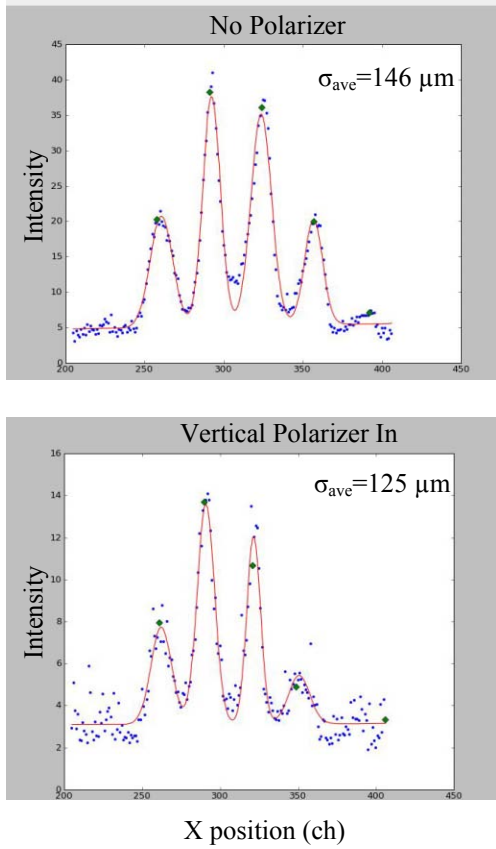 No Polarizer
σave=146 µm
Intensity
45
40
35
30
25
20
15
10
5
0
200 250 300 350 400 450
Vertical Polarizer In
σave=125 µm
Intensity
16
14
12
10
8
6
4
2
0
200 250 300 350 400 450
X position (ch)